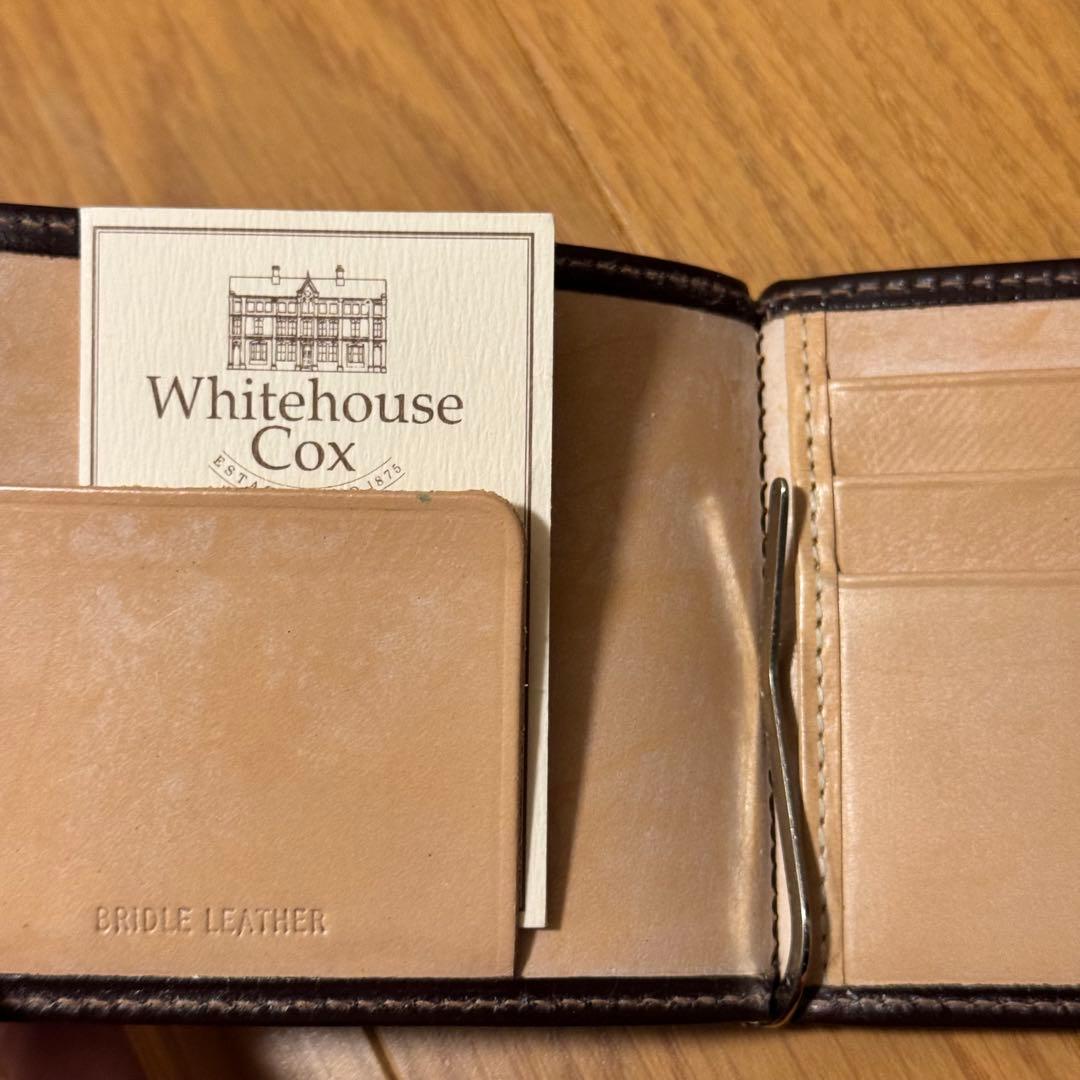 Whitehouse
Cox
1875
BRIDLE LEATHER